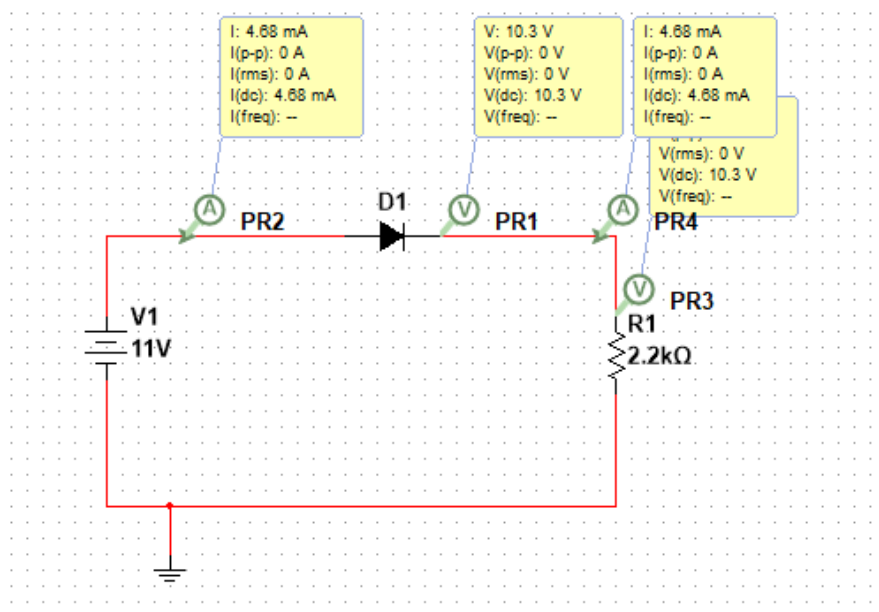 I: 4.68 mA
I(p-p): 0 A
I(rms): 0 A
I(dc): 4.68 mA
I(freq): --
V: 10.3 V
V(p-p): 0 V
V(rms): 0 V
V(dc): 10.3 V
V(freq): --
I: 4.68 mA
I(p-p): 0 A
I(rms): 0 A
I(dc): 4.68 mA
I(freq): --
V(rms): 0 V
V(dc): 10.3 V
V(freq): --
A
PR2
D1
V
PR1
A
PR4
V
PR3
V1
11V
R1
2.2kΩ